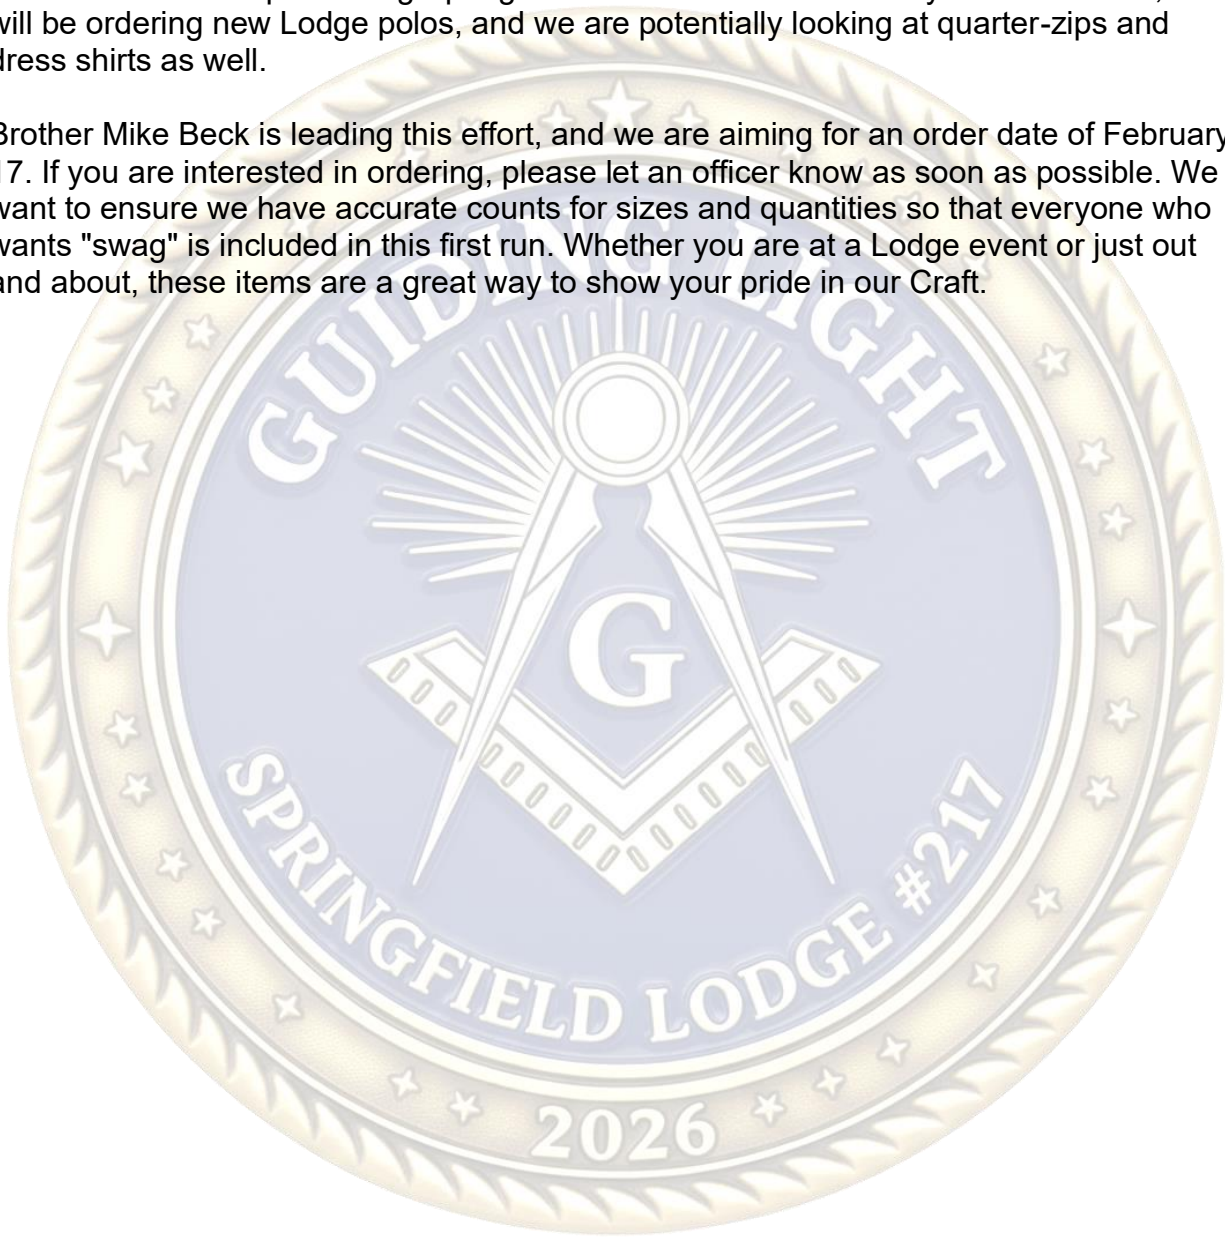 will be ordering new Lodge polos, and we are potentially looking at quarter-zips and
dress shirts as well.
Brother Mike Beck is leading this effort, and we are aiming for an order date of February
17. If you are interested in ordering, please let an officer know as soon as possible. We
want to ensure we have accurate counts for sizes and quantities so that everyone who
wants "swag" is included in this first run. Whether you are at a Lodge event or just out
and about, these items are a great way to show your pride in our Craft.
GUIDING LIGHT
G
SPRINGFIELD LODGE #217
2026